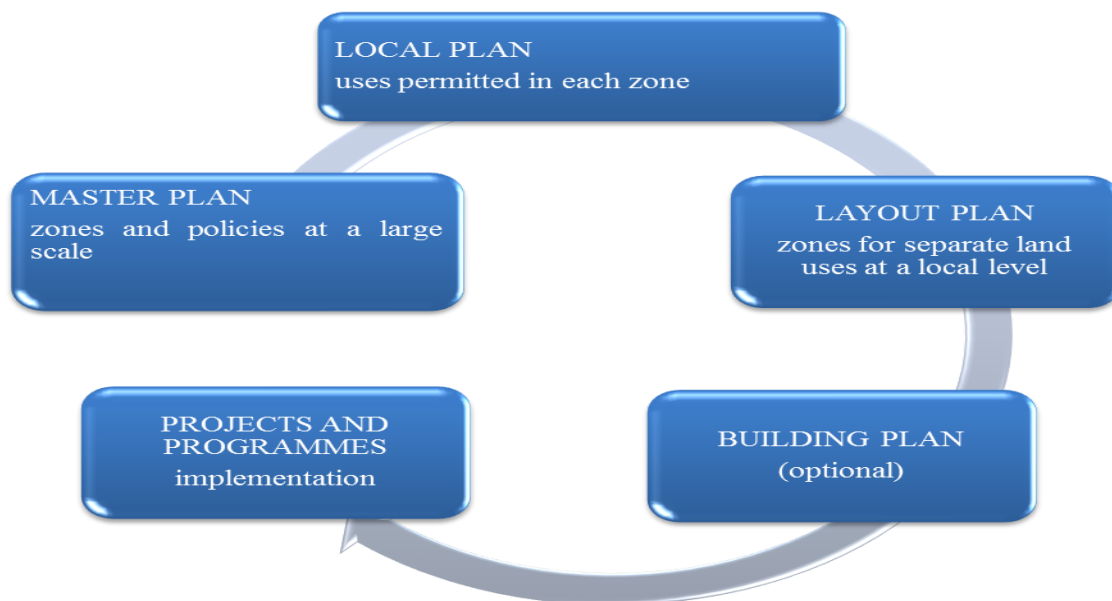 LOCAL PLAN
uses permitted in each zone
MASTER PLAN
zones and policies at a large
scale
LAYOUT PLAN
zones for separate land
uses at a local level
PROJECTS AND
PROGRAMMES
implementation
BUILDING PLAN
(optional)